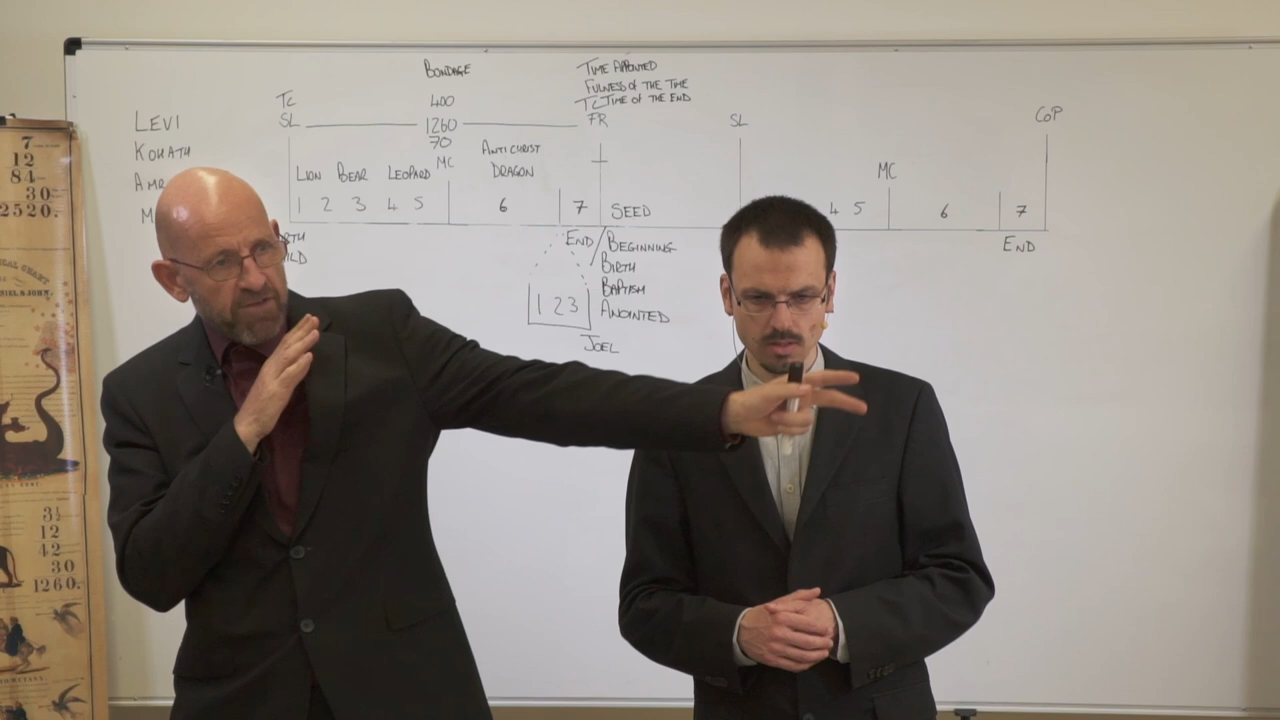 BONDAGE
TIME APPOINTED
FULNESS OF THE TIME
TC TIME OF THE END
TC 400
LEVI SL 1260 FR SL CoP
70
KOHATH MC ANTICHRIST MC
LION BEAR LEOPARD DRAGON
1 2 3 4 5 6 7 SEED 4 5 6 7
END / BEGINNING END
BIRTH
BAPTISM
1 2 3 ANOINTED
JOEL
7
12
84
30
2520.
DANIEL & JOHN.
3½
12
42
30
1260.